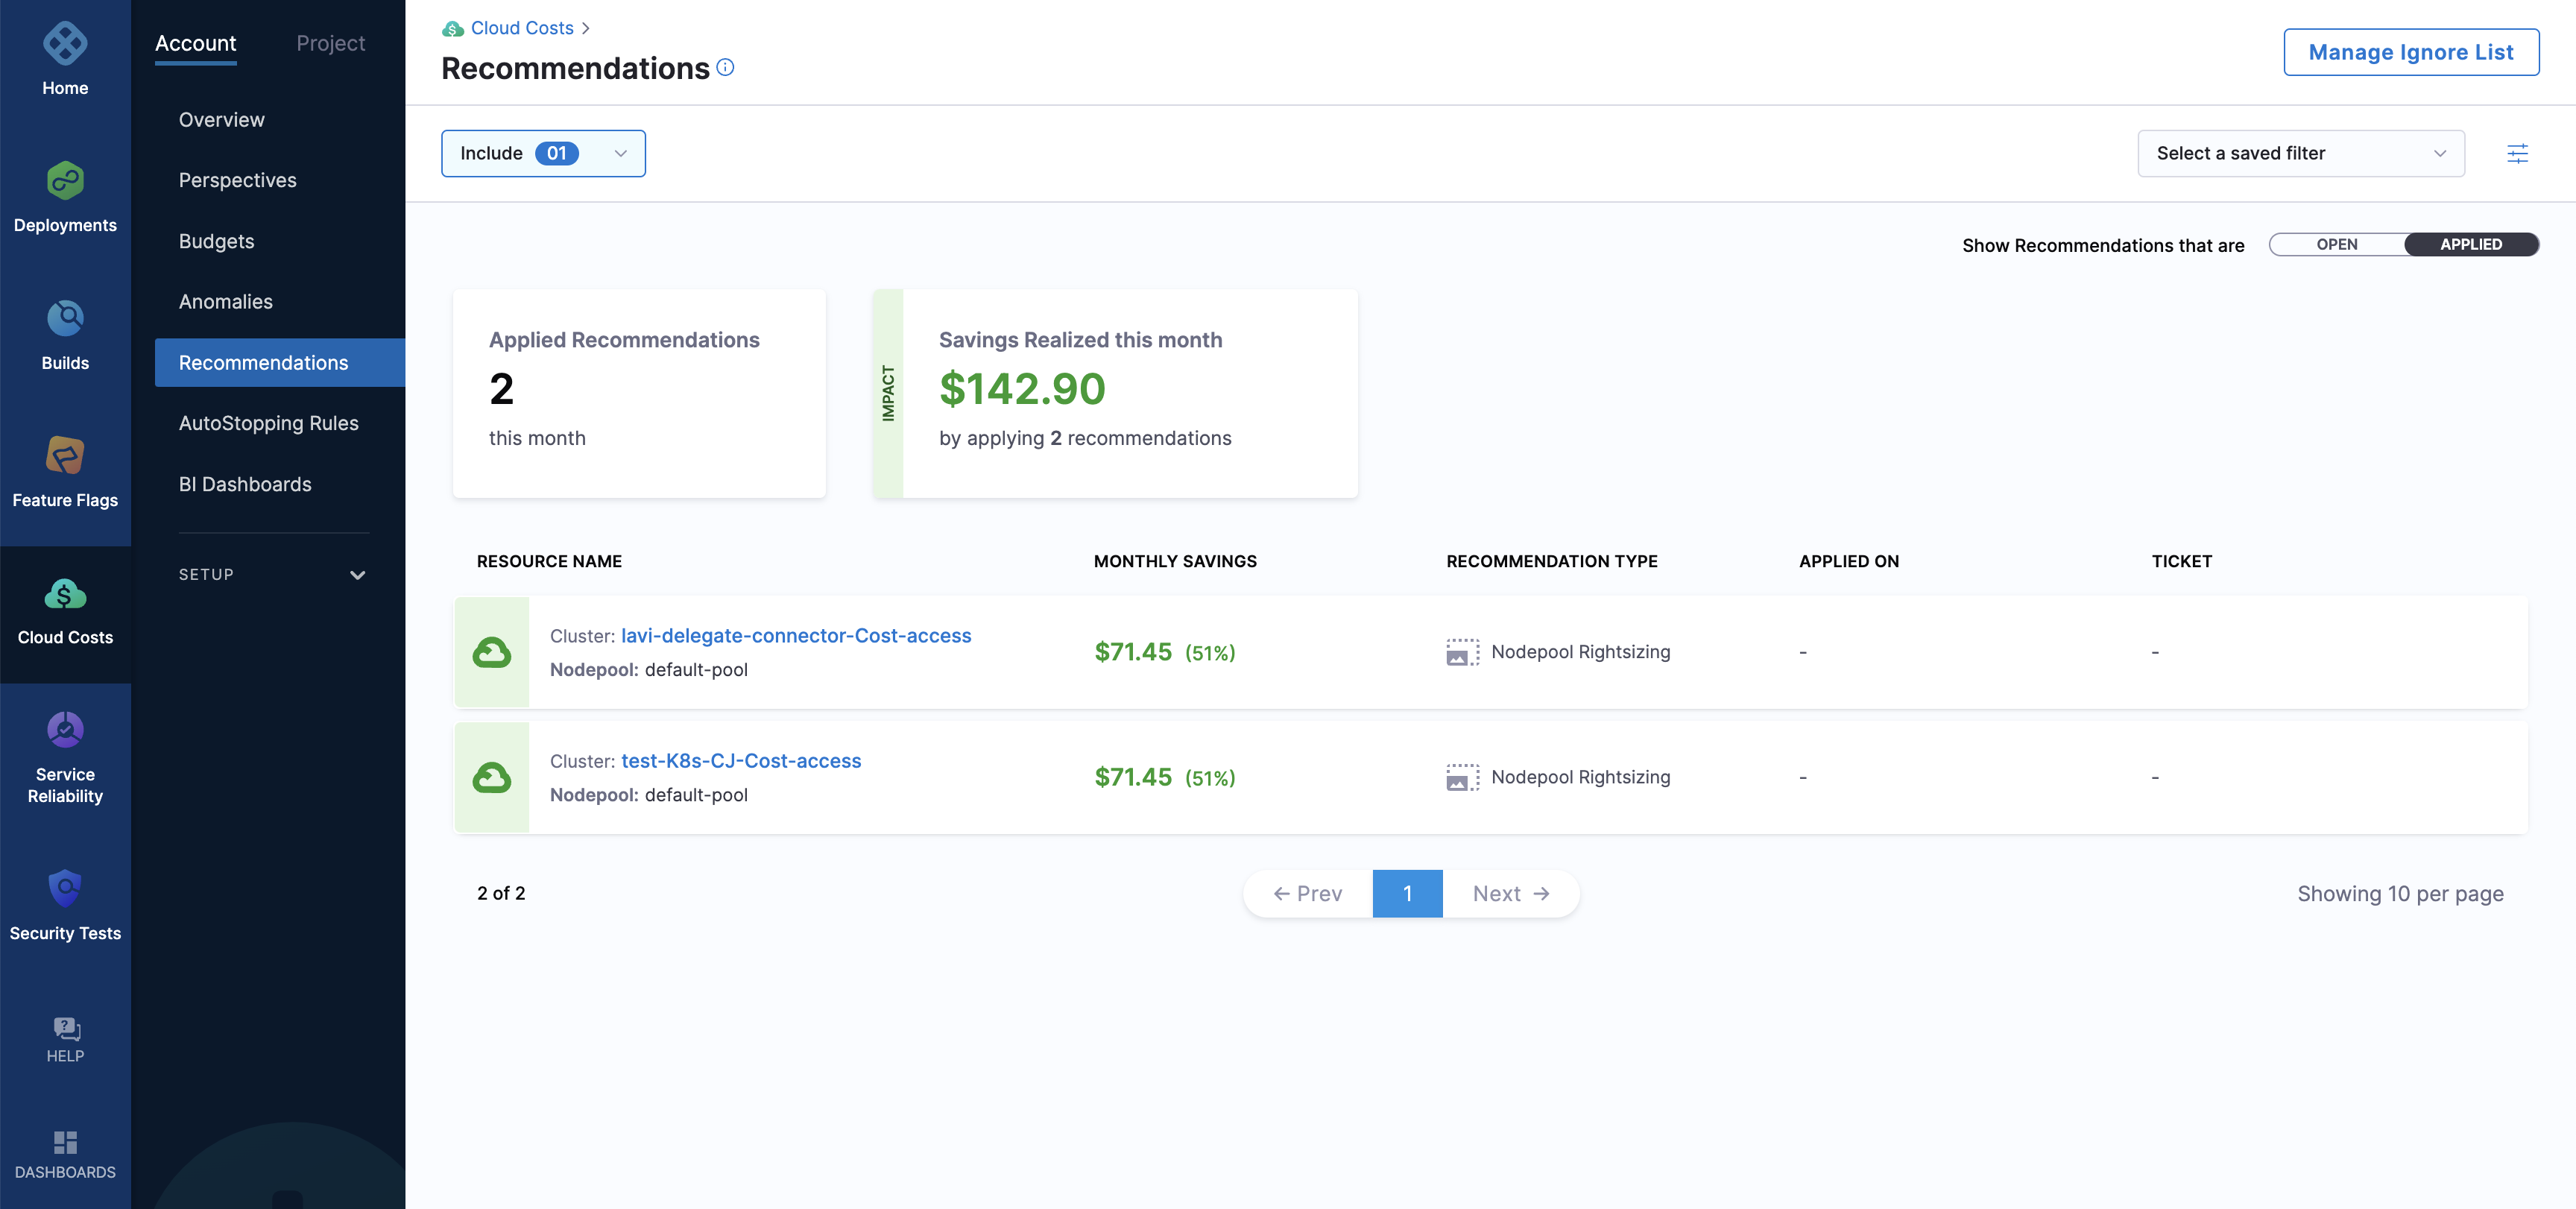 Home
Deployments
Builds
Feature Flags
Cloud Costs
Service
Reliability
Security Tests
HELP
DASHBOARDS
Account Project
Overview
Perspectives
Budgets
Anomalies
Recommendations
AutoStopping Rules
BI Dashboards
SETUP
Cloud Costs >
Recommendations
Manage Ignore List
Include 01
Select a saved filter
Show Recommendations that are OPEN APPLIED
Applied Recommendations
2
this month
IMPACT
Savings Realized this month
$142.90
by applying 2 recommendations
RESOURCE NAME MONTHLY SAVINGS RECOMMENDATION TYPE APPLIED ON TICKET
Cluster: lavi-delegate-connector-Cost-access
Nodepool: default-pool
$71.45 (51%) Nodepool Rightsizing - -
Cluster: test-K8s-CJ-Cost-access
Nodepool: default-pool
$71.45 (51%) Nodepool Rightsizing - -
2 of 2 ← Prev 1 Next → Showing 10 per page